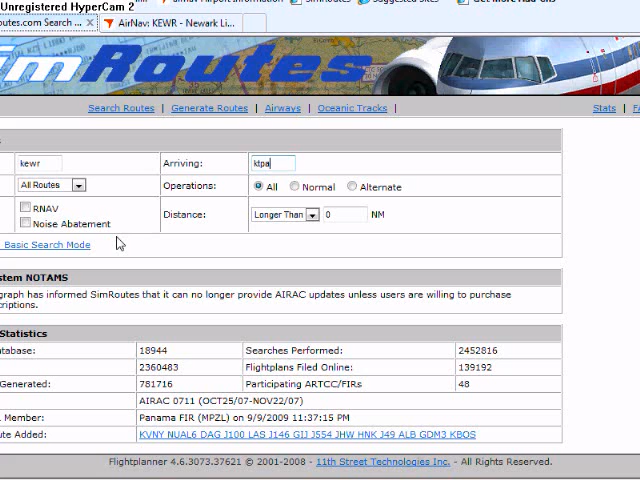 Unregistered HyperCam 2
SimRoutes
Suggested Sites
Get More Add-ons
outes.com Search ...
AirNav: KEWR - Newark Li...
imRoutes
Search Routes | Generate Routes | Airways | Oceanic Tracks |
Stats |
s
kewr
Arriving:
ktpa
All Routes
Operations:
All
Normal
Alternate
RNAV
Noise Abatement
Distance:
Longer Than
0
NM
Basic Search Mode
stem NOTAMS
graph has informed SimRoutes that it can no longer provide AIRAC updates unless users are willing to purchase
criptions.
Statistics
atabase:
18944
Searches Performed:
2452816
2360483
Flightplans Filed Online:
139192
Generated:
781716
Participating ARTCC/FIRs
48
AIRAC 0711 (OCT25/07-NOV22/07)
Member:
Panama FIR (MPZL) on 9/9/2009 11:37:15 PM
ute Added:
KVNY NUAL6 DAG J100 LAS J146 GIJ J554 JHW HNK J49 ALB GDM3 KBOS
Flightplanner 4.6.3073.37621 © 2001-2008 - 11th Street Technologies Inc. - All Rights Reserved.